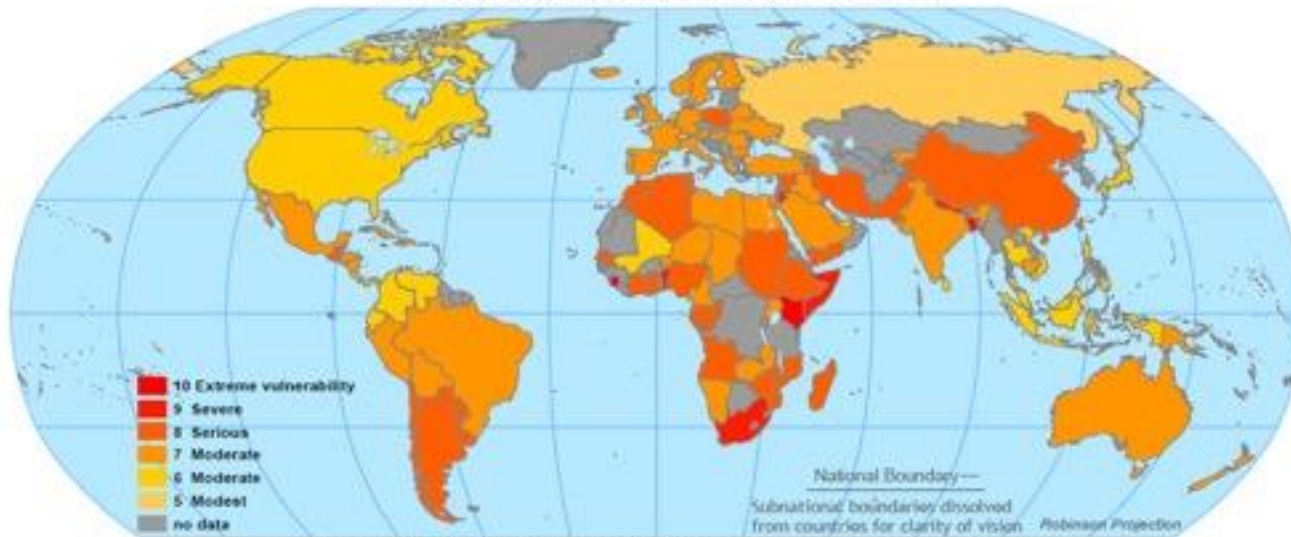 10 Extreme vulnerability
9 Severe
8 Serious
7 Moderate
6 Moderate
5 Modest
no data
National Boundary—
Subnational boundaries dissolved
from countries for clarity of vision
Robinson Projection